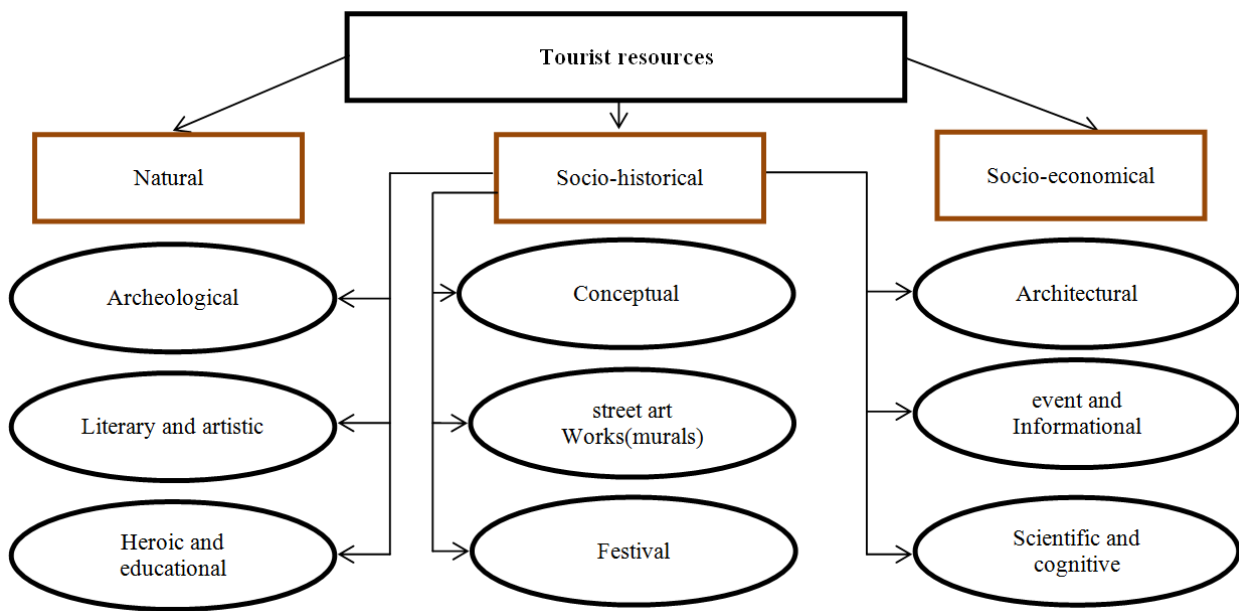 Tourist resources
Natural
Socio-historical
Socio-economical
Archeological
Conceptual
Architectural
Literary and artistic
street art
Works(murals)
event and
Informational
Heroic and
educational
Festival
Scientific and
cognitive